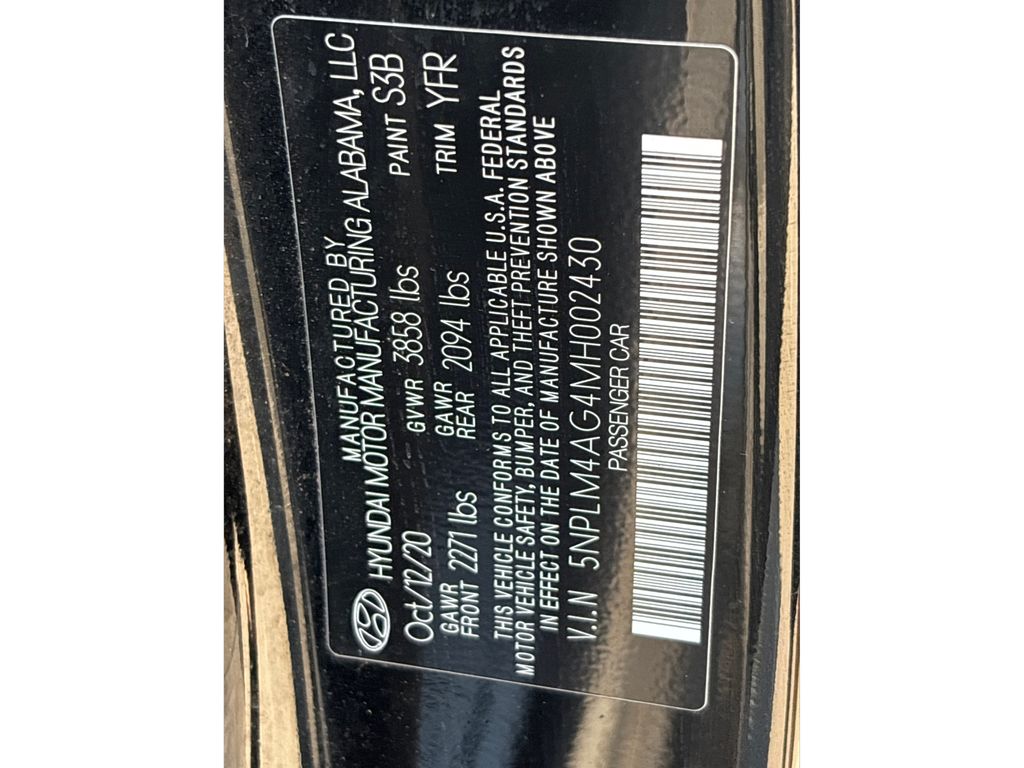 MANUFACTURED BY
HYUNDAI MOTOR MANUFACTURING ALABAMA, LLC
Oct/12/20 GVWR 3858 lbs PAINT S3B
GAWR FRONT 2271 lbs GAWR REAR 2094 lbs TRIM YFR
THIS VEHICLE CONFORMS TO ALL APPLICABLE U.S.A. FEDERAL
MOTOR VEHICLE SAFETY, BUMPER, AND THEFT PREVENTION STANDARDS
IN EFFECT ON THE DATE OF MANUFACTURE SHOWN ABOVE
V.I.N 5NPLM4AG4MH002430
PASSENGER CAR